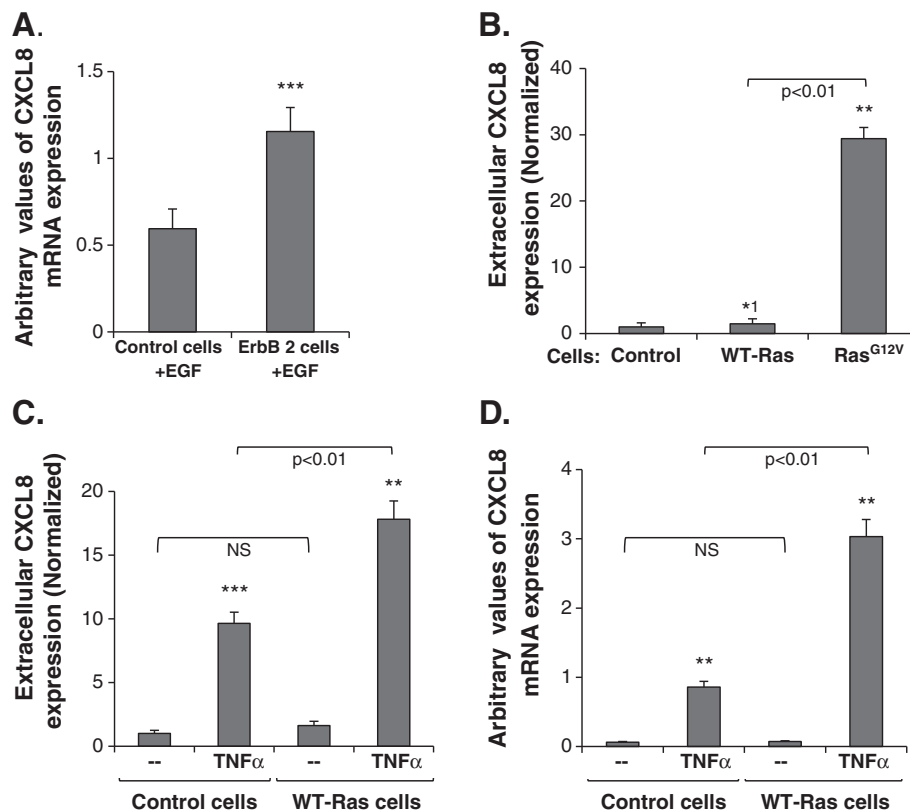 A.
Arbitrary values of CXCL8
mRNA expression
1.5
1
0.5
0
***
Control cells
+EGF
ErbB 2 cells
+EGF
B.
Extracellular CXCL8
expression (Normalized)
40
30
20
10
0
p<0.01
**
*1
Cells: Control WT-Ras Ras^G12V
C.
Extracellular CXCL8
expression (Normalized)
20
15
10
5
0
p<0.01
**
NS
***
-- TNFα -- TNFα
Control cells WT-Ras cells
D.
Arbitrary values of CXCL8
mRNA expression
4
3
2
1
0
p<0.01
**
NS
**
-- TNFα -- TNFα
Control cells WT-Ras cells